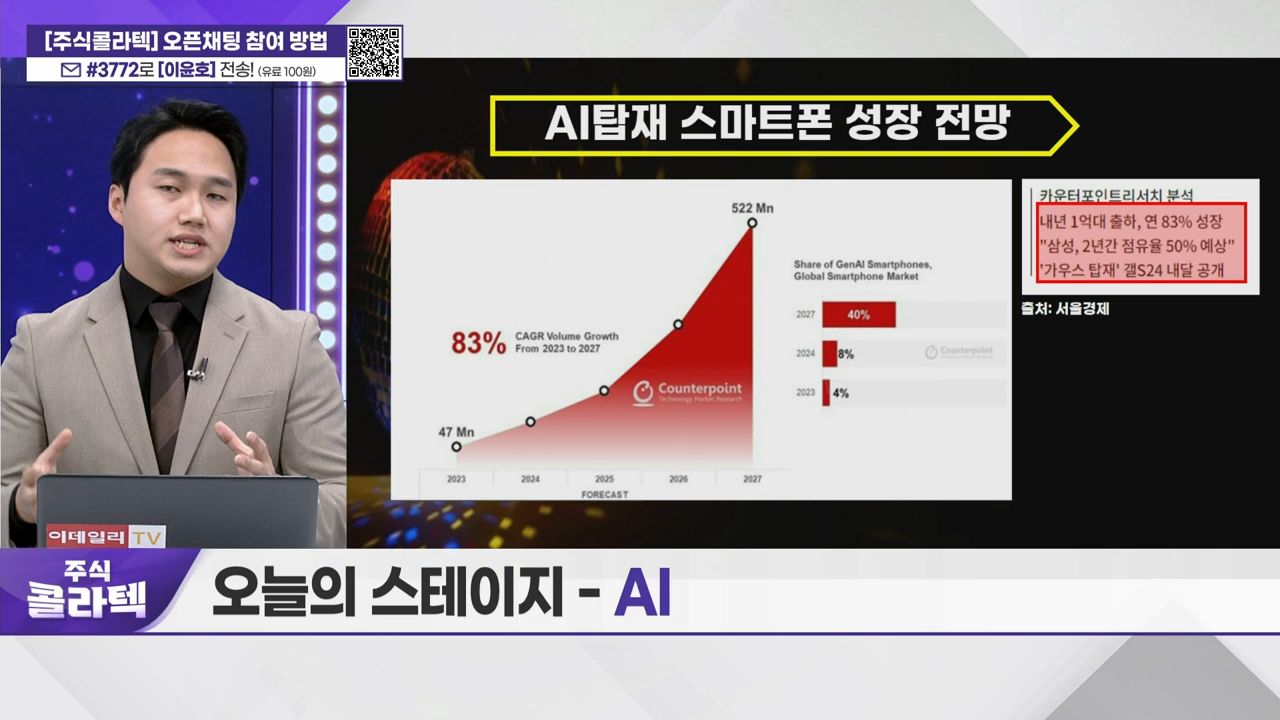 [주식콜라텍] 오픈채팅 참여 방법
#3772로 [이윤호] 전송! (유료 100원)
AI탑재 스마트폰 성장 전망
522 Mn
83%
CAGR Volume Growth
From 2023 to 2027
Counterpoint
Technology Market Research
47 Mn
2023 2024 2025 2026 2027
FORECAST
Share of GenAI Smartphones,
Global Smartphone Market
2027 40%
2024 8%
Counterpoint
Technology Market Research
2023 4%
카운터포인트리서치 분석
내년 1억대 출하, 연 83% 성장
"삼성, 2년간 점유율 50% 예상"
'가우스 탑재' 갤S24 내달 공개
출처: 서울경제
이데일리 TV
주식
콜라텍
오늘의 스테이지 - AI